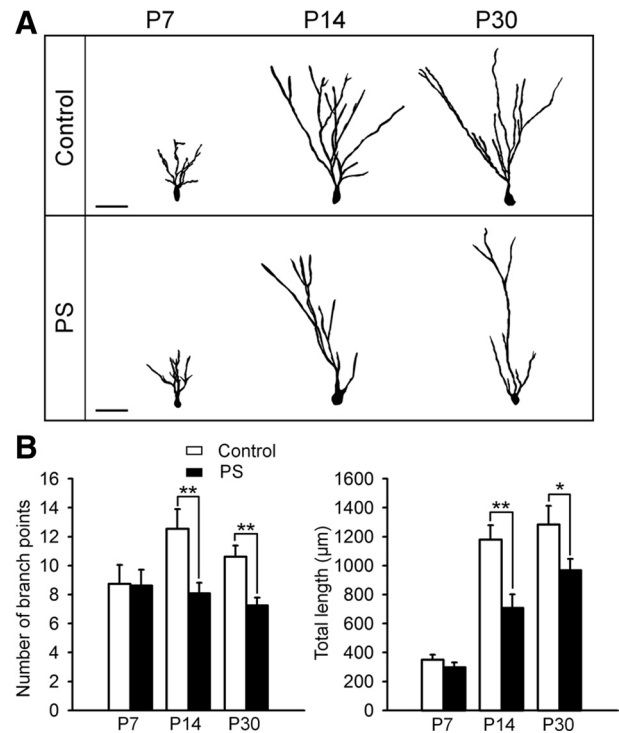 A
P7 P14 P30
Control
PS
B
Control
PS
Number of branch points
16
14
12
10
8
6
4
2
0
** **
P7 P14 P30
Total length (µm)
1600
1400
1200
1000
800
600
400
200
0
** *
P7 P14 P30